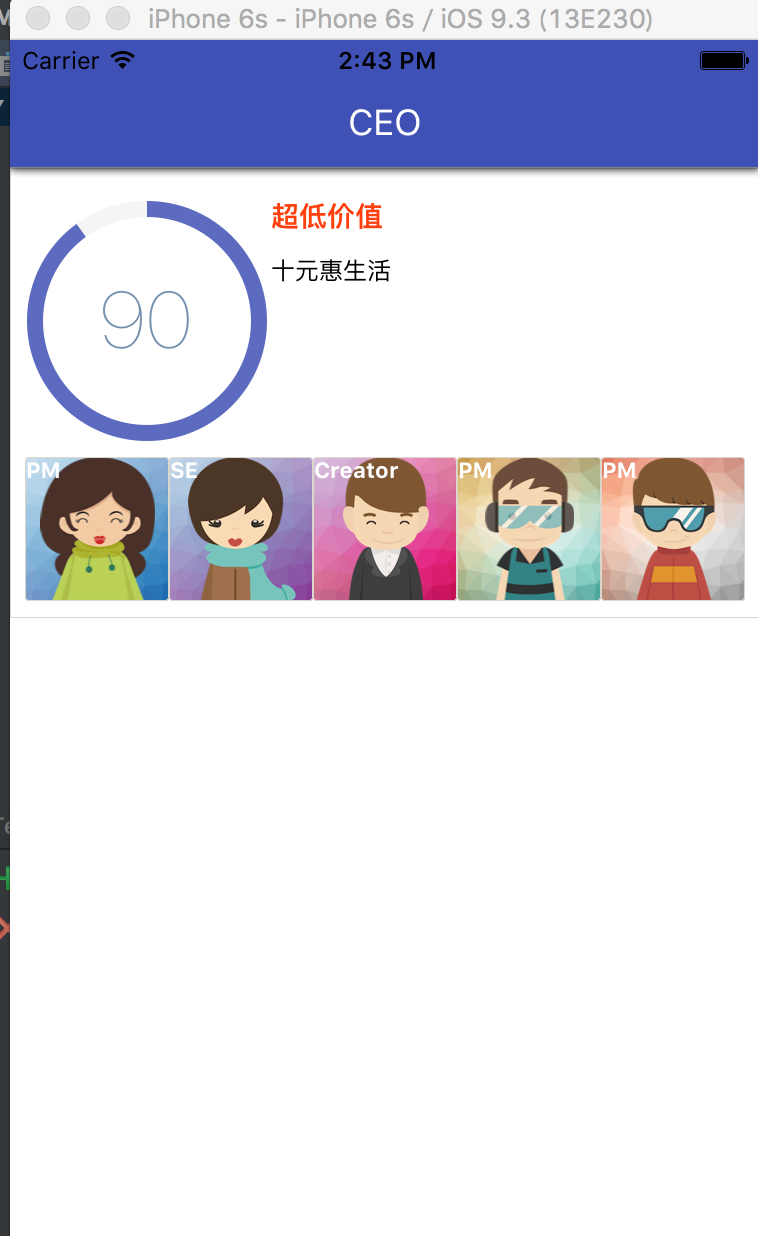 iPhone 6s - iPhone 6s / iOS 9.3 (13E230)
Carrier 2:43 PM
CEO
超低价值
十元惠生活
90
PM SE Creator PM PM